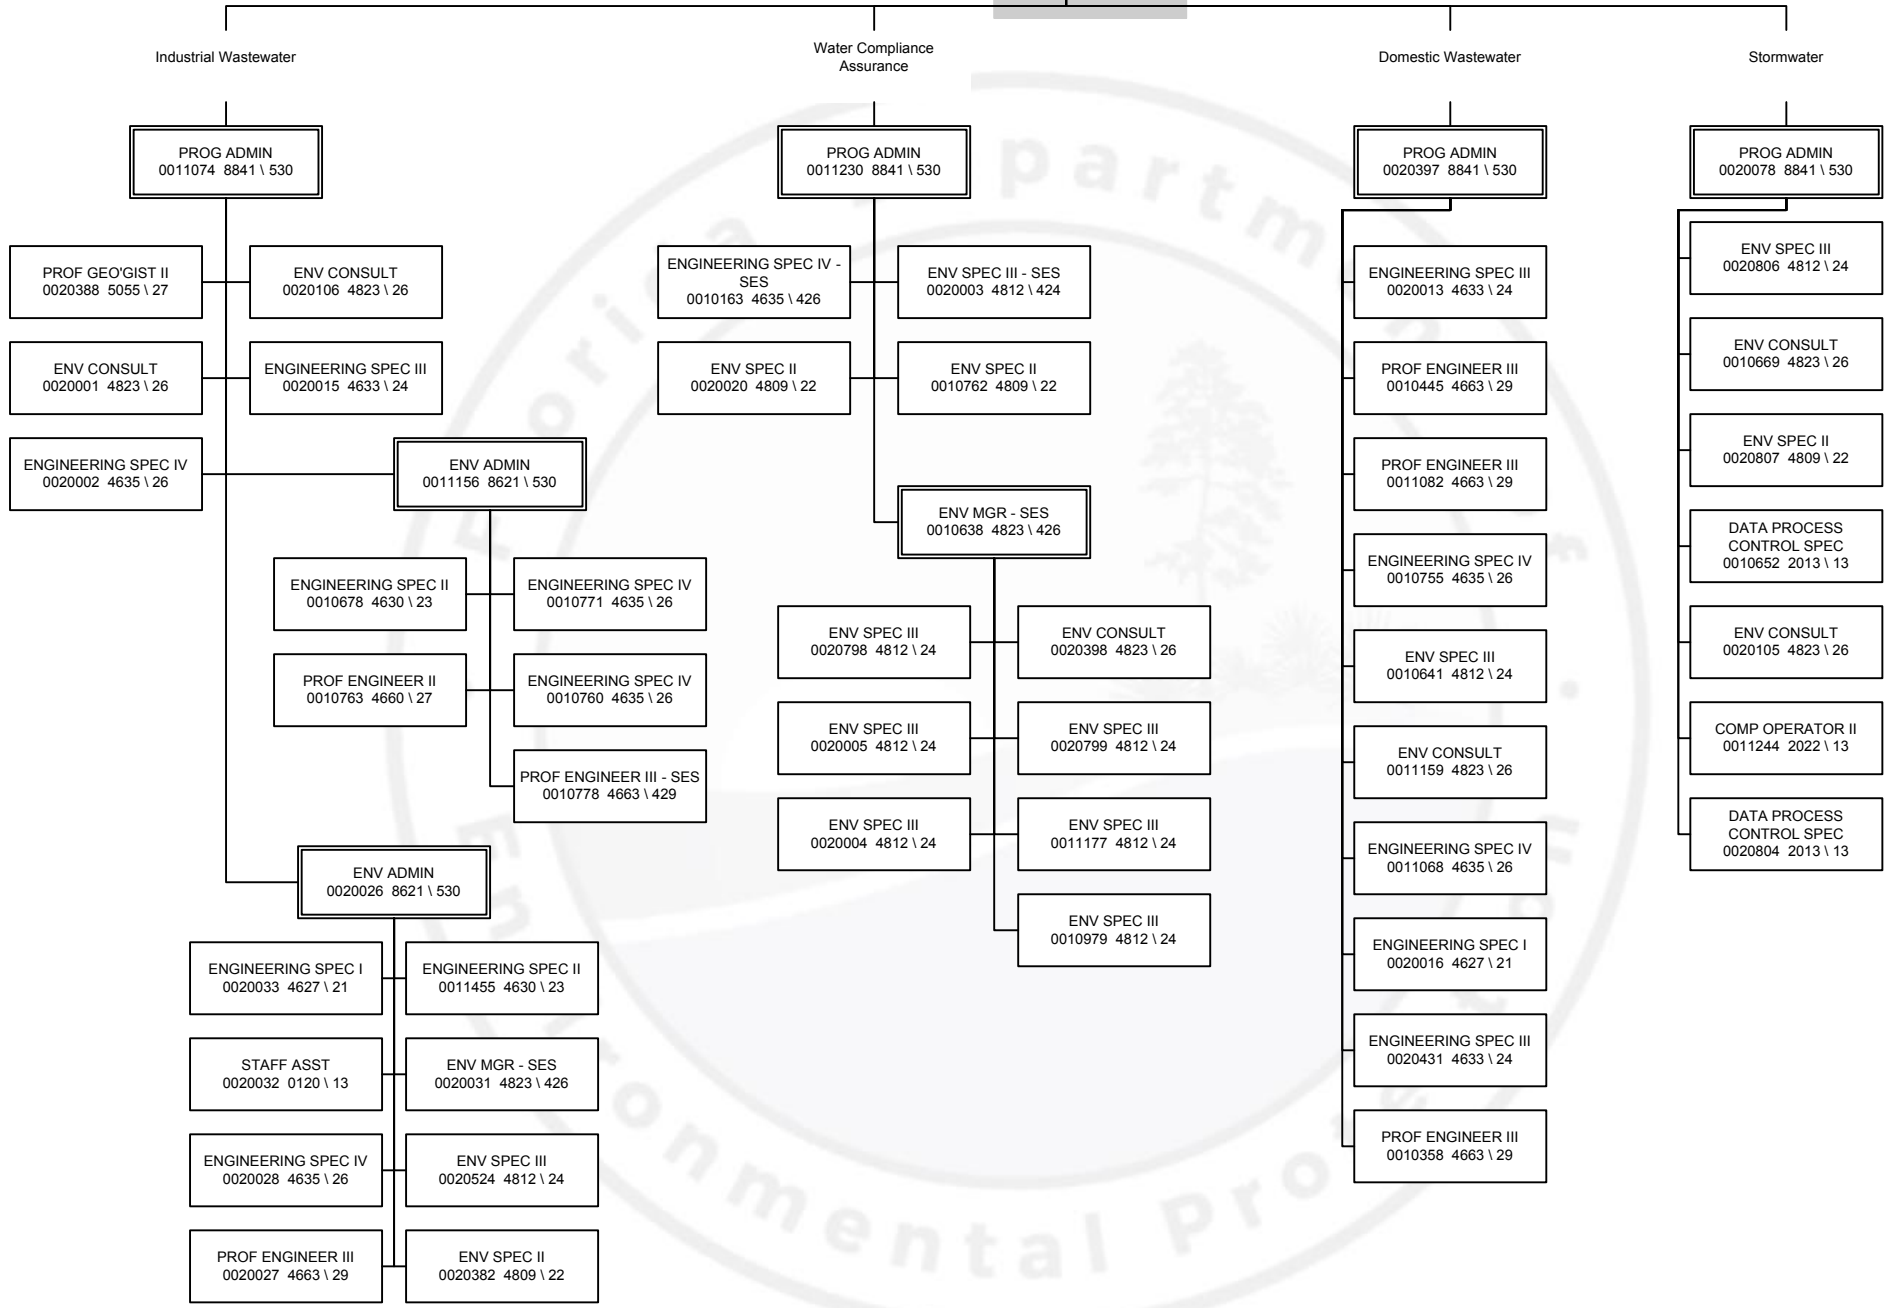 Industrial Wastewater
PROG ADMIN
0011074 8841 \ 530
PROF GEO'GIST II
0020388 5055 \ 27
ENV CONSULT
0020106 4823 \ 26
ENV CONSULT
0020001 4823 \ 26
ENGINEERING SPEC III
0020015 4633 \ 24
ENGINEERING SPEC IV
0020002 4635 \ 26
ENV ADMIN
0011156 8621 \ 530
ENGINEERING SPEC II
0010678 4630 \ 23
ENGINEERING SPEC IV
0010771 4635 \ 26
PROF ENGINEER II
0010763 4660 \ 27
ENGINEERING SPEC IV
0010760 4635 \ 26
PROF ENGINEER III - SES
0010778 4663 \ 429
ENV ADMIN
0020026 8621 \ 530
ENGINEERING SPEC I
0020033 4627 \ 21
ENGINEERING SPEC II
0011455 4630 \ 23
STAFF ASST
0020032 0120 \ 13
ENV MGR - SES
0020031 4823 \ 426
ENGINEERING SPEC IV
0020028 4635 \ 26
ENV SPEC III
0020524 4812 \ 24
PROF ENGINEER III
0020027 4663 \ 29
ENV SPEC II
0020382 4809 \ 22
Water Compliance
Assurance
PROG ADMIN
0011230 8841 \ 530
ENGINEERING SPEC IV -
SES
0010163 4635 \ 426
ENV SPEC III - SES
0020003 4812 \ 424
ENV SPEC II
0020020 4809 \ 22
ENV SPEC II
0010762 4809 \ 22
ENV MGR - SES
0010638 4823 \ 426
ENV SPEC III
0020798 4812 \ 24
ENV CONSULT
0020398 4823 \ 26
ENV SPEC III
0020005 4812 \ 24
ENV SPEC III
0020799 4812 \ 24
ENV SPEC III
0020004 4812 \ 24
ENV SPEC III
0011177 4812 \ 24
ENV SPEC III
0010979 4812 \ 24
Domestic Wastewater
PROG ADMIN
0020397 8841 \ 530
ENGINEERING SPEC III
0020013 4633 \ 24
PROF ENGINEER III
0010445 4663 \ 29
PROF ENGINEER III
0011082 4663 \ 29
ENGINEERING SPEC IV
0010755 4635 \ 26
ENV SPEC III
0010641 4812 \ 24
ENV CONSULT
0011159 4823 \ 26
ENGINEERING SPEC IV
0011068 4635 \ 26
ENGINEERING SPEC I
0020016 4627 \ 21
ENGINEERING SPEC III
0020431 4633 \ 24
PROF ENGINEER III
0010358 4663 \ 29
Stormwater
PROG ADMIN
0020078 8841 \ 530
ENV SPEC III
0020806 4812 \ 24
ENV CONSULT
0010669 4823 \ 26
ENV SPEC II
0020807 4809 \ 22
DATA PROCESS
CONTROL SPEC
0010652 2013 \ 13
ENV CONSULT
0020105 4823 \ 26
COMP OPERATOR II
0011244 2022 \ 13
DATA PROCESS
CONTROL SPEC
0020804 2013 \ 13